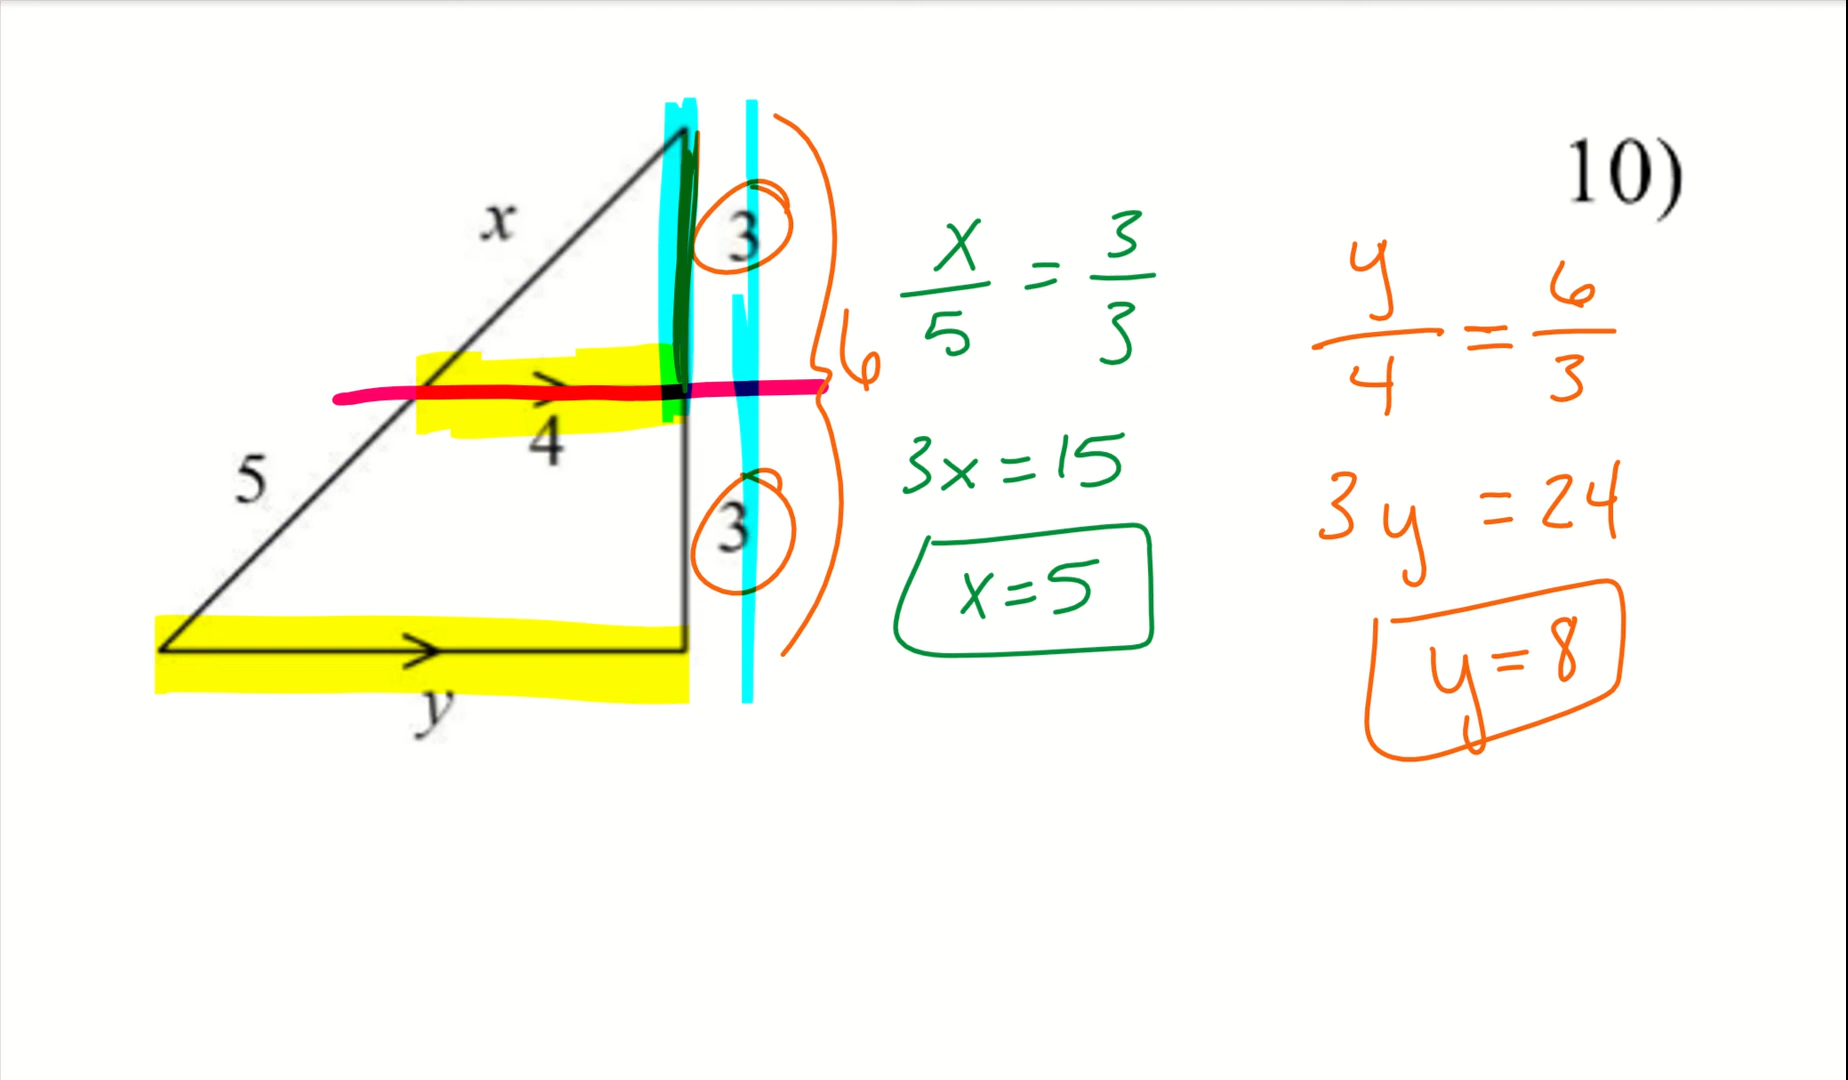 10)
x
3
6
5
4
3
y
x/5 = 3/3
3x = 15
x = 5
y/4 = 6/3
3y = 24
y = 8